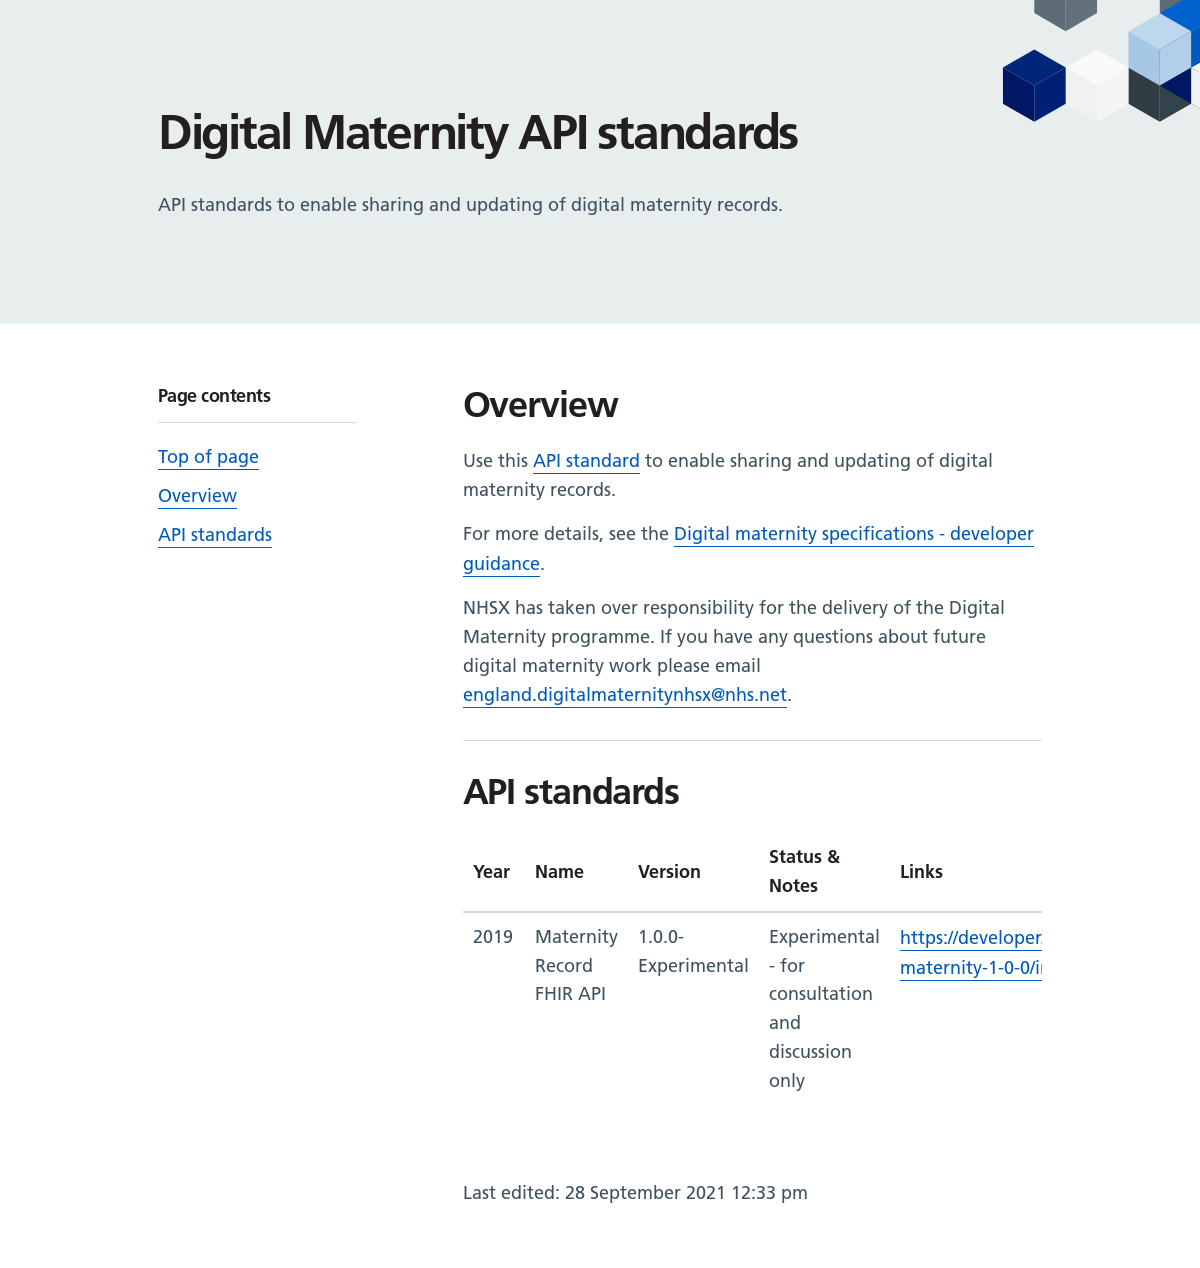 Digital Maternity API standards
API standards to enable sharing and updating of digital maternity records.
Page contents
Top of page
Overview
API standards
Overview
Use this API standard to enable sharing and updating of digital
maternity records.
For more details, see the Digital maternity specifications - developer
guidance.
NHSX has taken over responsibility for the delivery of the Digital
Maternity programme. If you have any questions about future
digital maternity work please email
england.digitalmaternitynhsx@nhs.net.
API standards
Year Name Version Status & Notes Links
2019 Maternity Record FHIR API 1.0.0-Experimental Experimental - for consultation and discussion only https://developer. maternity-1-0-0/i
Last edited: 28 September 2021 12:33 pm